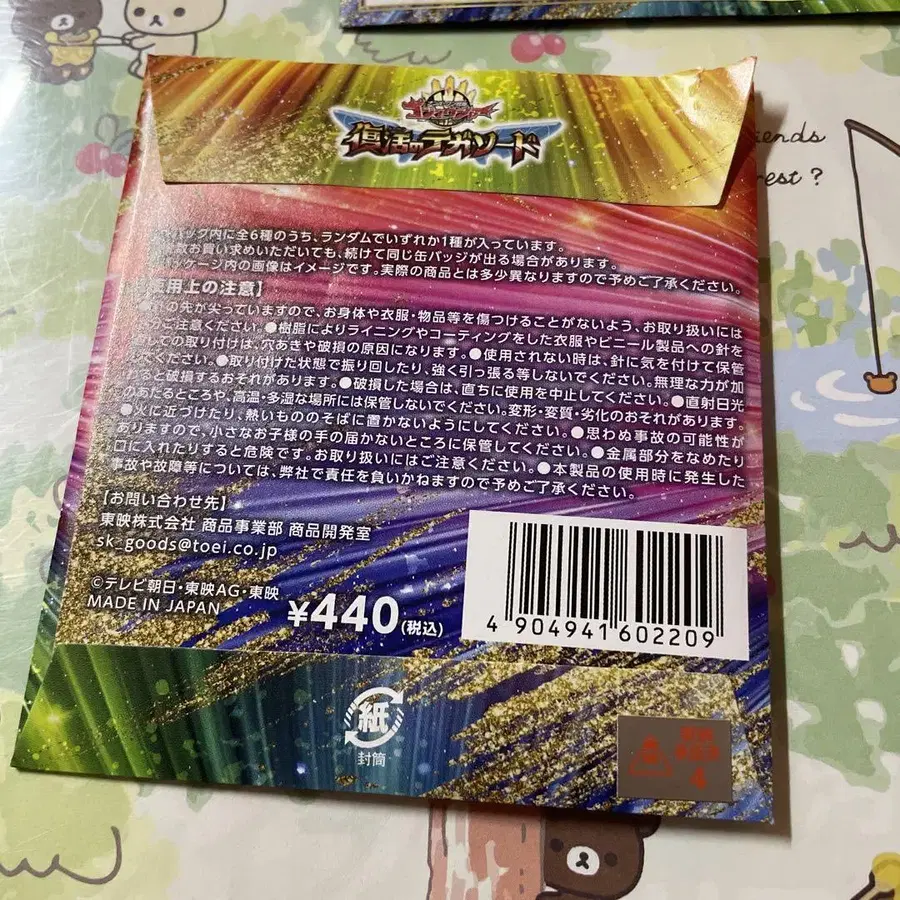 復活のテガソード
パック内に全6種のうち、ランダムでいずれか1種が入っています。
数お買い求めいただいても、続けて同じ缶バッジが出る場合があります。
ッケージ内の画像はイメージです。実際の商品とは多少異なりますので予めご了承ください。
用上の注意】
の先が尖っていますので、お身体や衣服・物品等を傷つけることがないよう、お取り扱いには
ご注意ください。●樹脂によりライニングやコーティングをした衣服やビニール製品への針を
しての取り付けは、穴あきや破損の原因になります。●使用されない時は、針に気を付けて保管
ください。●取り付けた状態で振り回したり、強く引っ張る等しないでください。無理な力が加
ると破損するおそれがあります。●破損した場合は、直ちに使用を中止してください。●直射日光
のあたるところや、高温・多湿な場所には保管しないでください。変形・変質・劣化のおそれがあります。
●火に近づけたり、熱いもののそばに置かないようにしてください。●思わぬ事故の可能性が
ありますので、小さなお子様の手の届かないところに保管してください。●金属部分をなめたり
口に入れたりすると危険です。お取り扱いにはご注意ください。●本製品の使用時に発生した
事故や故障等については、弊社で責任を負いかねますので予めご了承ください。
【お問い合わせ先】
東映株式会社 商品事業部 商品開発室
sk_goods@toei.co.jp
©テレビ朝日・東映AG・東映
MADE IN JAPAN
¥440(税込)
4 904941 602209
紙
封筒
4
iends
rest ?